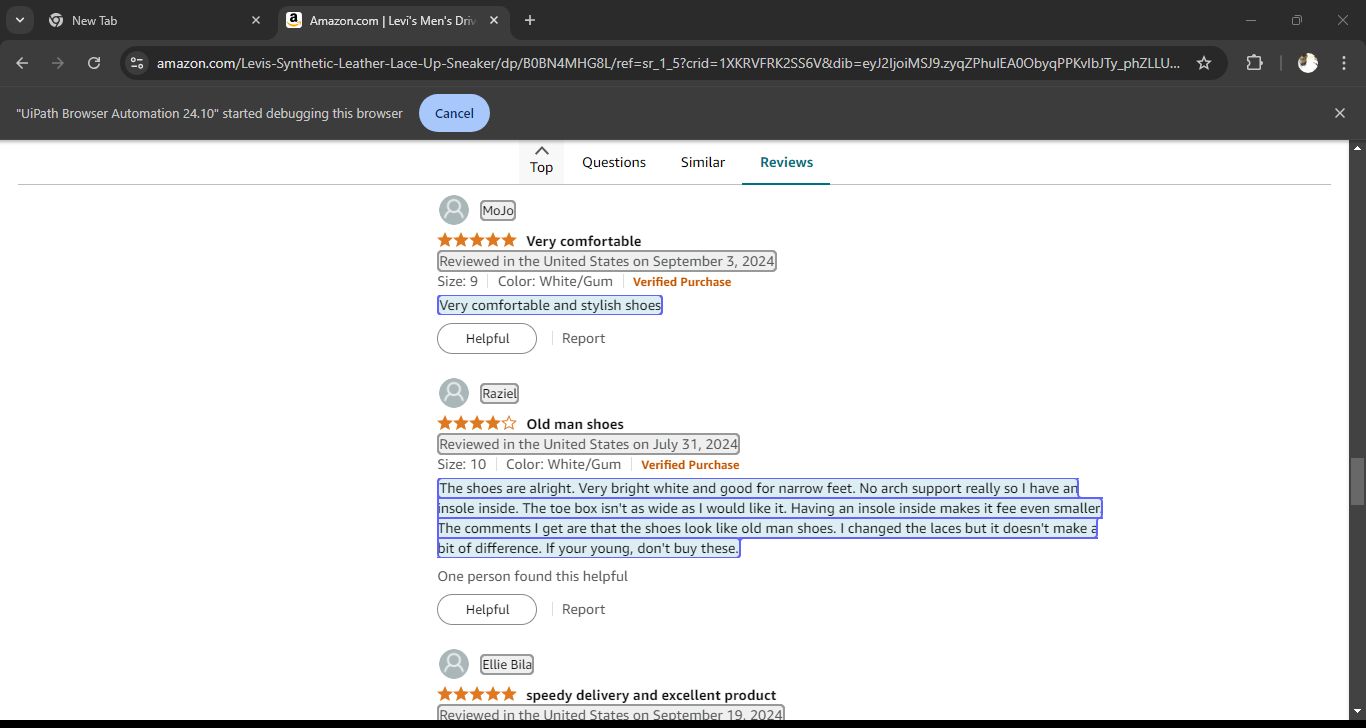 New Tab
Amazon.com | Levi's Men's Driv
amazon.com/Levis-Synthetic-Leather-Lace-Up-Sneaker/dp/B0BN4MHG8L/ref=sr_1_5?crid=1XKRVFRK2SS6V&dib=eyJ2IjoiMSJ9.zyqZPhuIEA0ObyqPPKvIbJTy_phZLLU...
"UiPath Browser Automation 24.10" started debugging this browser Cancel
Top Questions Similar Reviews
MoJo
Very comfortable
Reviewed in the United States on September 3, 2024
Size: 9 Color: White/Gum Verified Purchase
Very comfortable and stylish shoes
Helpful Report
Raziel
Old man shoes
Reviewed in the United States on July 31, 2024
Size: 10 Color: White/Gum Verified Purchase
The shoes are alright. Very bright white and good for narrow feet. No arch support really so I have an
insole inside. The toe box isn't as wide as I would like it. Having an insole inside makes it fee even smaller
The comments I get are that the shoes look like old man shoes. I changed the laces but it doesn't make a
bit of difference. If your young, don't buy these.
One person found this helpful
Helpful Report
Ellie Bila
speedy delivery and excellent product
Reviewed in the United States on September 19, 2024